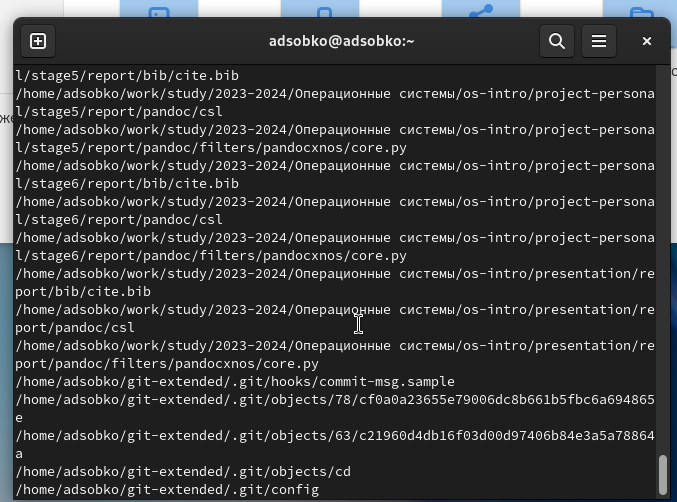 adsobko@adsobko:~
l/stage5/report/bib/cite.bib
/home/adsobko/work/study/2023-2024/Операционные системы/os-intro/project-persona
l/stage5/report/pandoc/csl
/home/adsobko/work/study/2023-2024/Операционные системы/os-intro/project-persona
l/stage5/report/pandoc/filters/pandocxnos/core.py
/home/adsobko/work/study/2023-2024/Операционные системы/os-intro/project-persona
l/stage6/report/bib/cite.bib
/home/adsobko/work/study/2023-2024/Операционные системы/os-intro/project-persona
l/stage6/report/pandoc/csl
/home/adsobko/work/study/2023-2024/Операционные системы/os-intro/project-persona
l/stage6/report/pandoc/filters/pandocxnos/core.py
/home/adsobko/work/study/2023-2024/Операционные системы/os-intro/presentation/re
port/bib/cite.bib
/home/adsobko/work/study/2023-2024/Операционные системы/os-intro/presentation/re
port/pandoc/csl
/home/adsobko/work/study/2023-2024/Операционные системы/os-intro/presentation/re
port/pandoc/filters/pandocxnos/core.py
/home/adsobko/git-extended/.git/hooks/commit-msg.sample
/home/adsobko/git-extended/.git/objects/78/cf0a0a23655e79006dc8b661b5fbc6a694865
e
/home/adsobko/git-extended/.git/objects/63/c21960d4db16f03d00d97406b84e3a5a78864
a
/home/adsobko/git-extended/.git/objects/cd
/home/adsobko/git-extended/.git/config